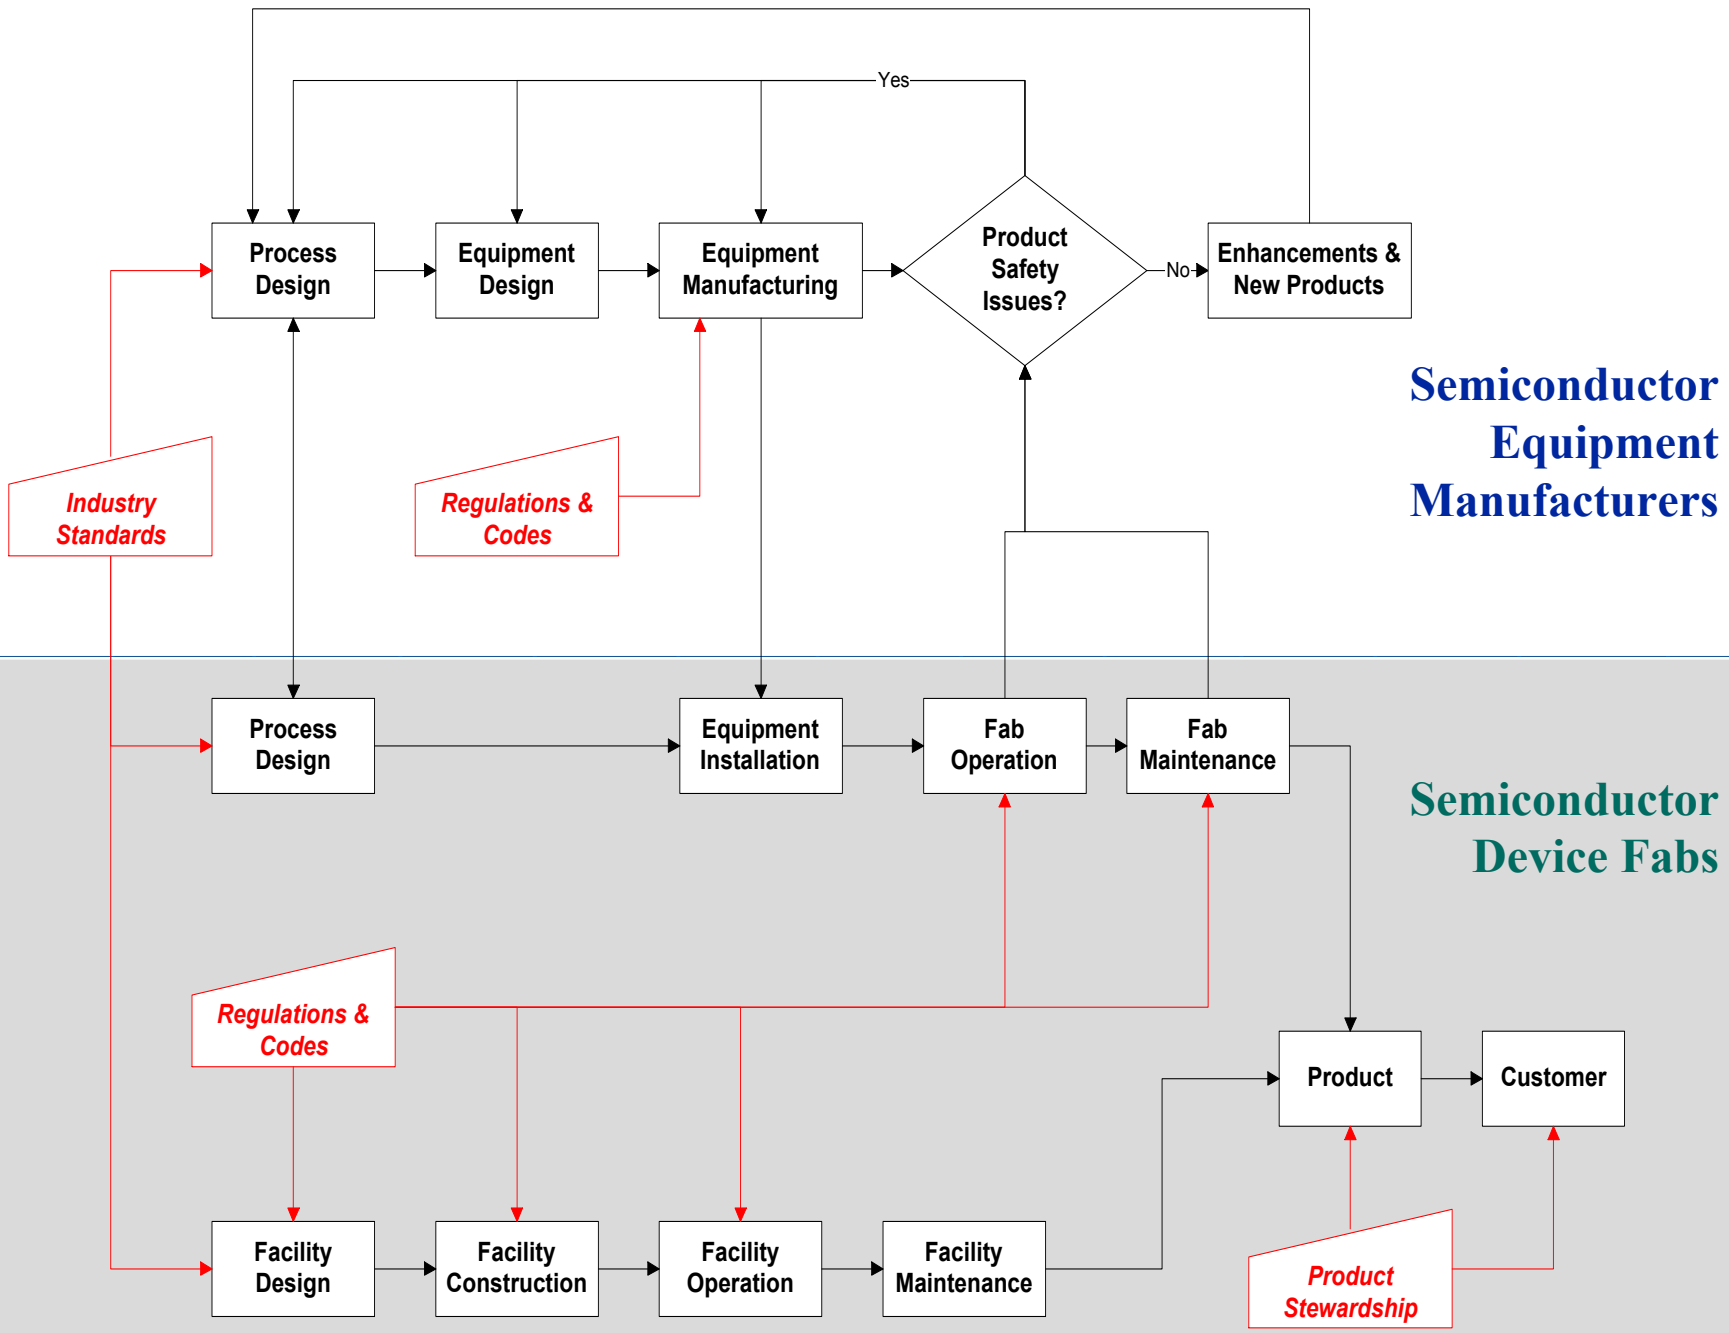 Yes
Process
Design
Equipment
Design
Equipment
Manufacturing
Product
Safety
Issues?
No
Enhancements &
New Products
Semiconductor
Equipment
Manufacturers
Industry
Standards
Regulations &
Codes
Process
Design
Equipment
Installation
Fab
Operation
Fab
Maintenance
Semiconductor
Device Fabs
Regulations &
Codes
Product
Customer
Facility
Design
Facility
Construction
Facility
Operation
Facility
Maintenance
Product
Stewardship